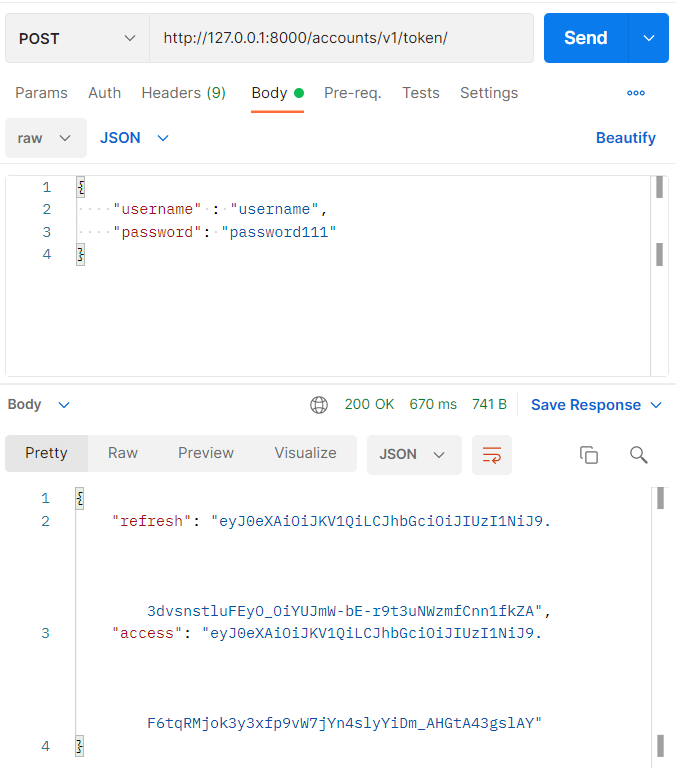 POST http://127.0.0.1:8000/accounts/v1/token/ Send
Params Auth Headers (9) Body Pre-req. Tests Settings
raw JSON Beautify
1 {
2 "username" : "username",
3 "password": "password111"
4 }
Body 200 OK 670 ms 741 B Save Response
Pretty Raw Preview Visualize JSON
1 {
2 "refresh": "eyJ0eXAiOiJKV1QiLCJhbGciOiJIUzI1NiJ9.
3dvsnstluFEyO_OiYUJmW-bE-r9t3uNWzmfCnn1fkZA",
3 "access": "eyJ0eXAiOiJKV1QiLCJhbGciOiJIUzI1NiJ9.
F6tqRMjok3y3xfp9vW7jYn4slyYiDm_AHGtA43gslAY"
4 }